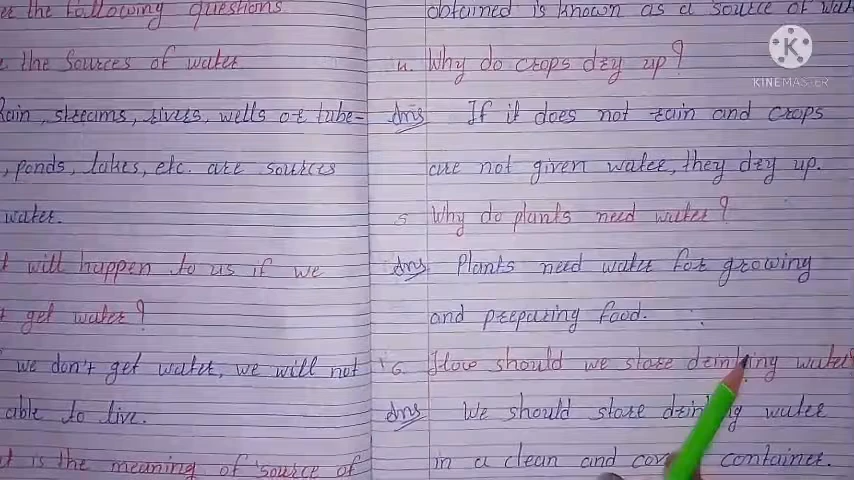 the following questions
the Sources of water
Rain, streams, rivers, wells or tube-
, ponds, lakes, etc. are sources
water.
will happen to us if we
get water?
we don't get water, we will not
able to live.
is the meaning of source of
obtained is known as a source of
4. Why do crops dry up?
Ans If it does not rain and crops
are not given water, they dry up.
5 Why do plants need water?
Ans Plants need water for growing
and preparing food.
6. How should we store drinking water
Ans We should store drinking water
in a clean and container.
KINEMASTER